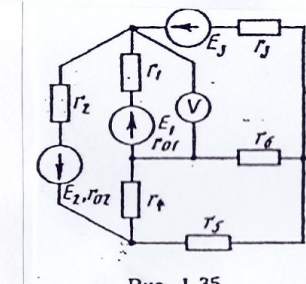 E₃ r₃
r₁
r₂
V
E₁
r₀₁
r₆
E₂, r₀₂
r₄
r₅
Рис. 1.35